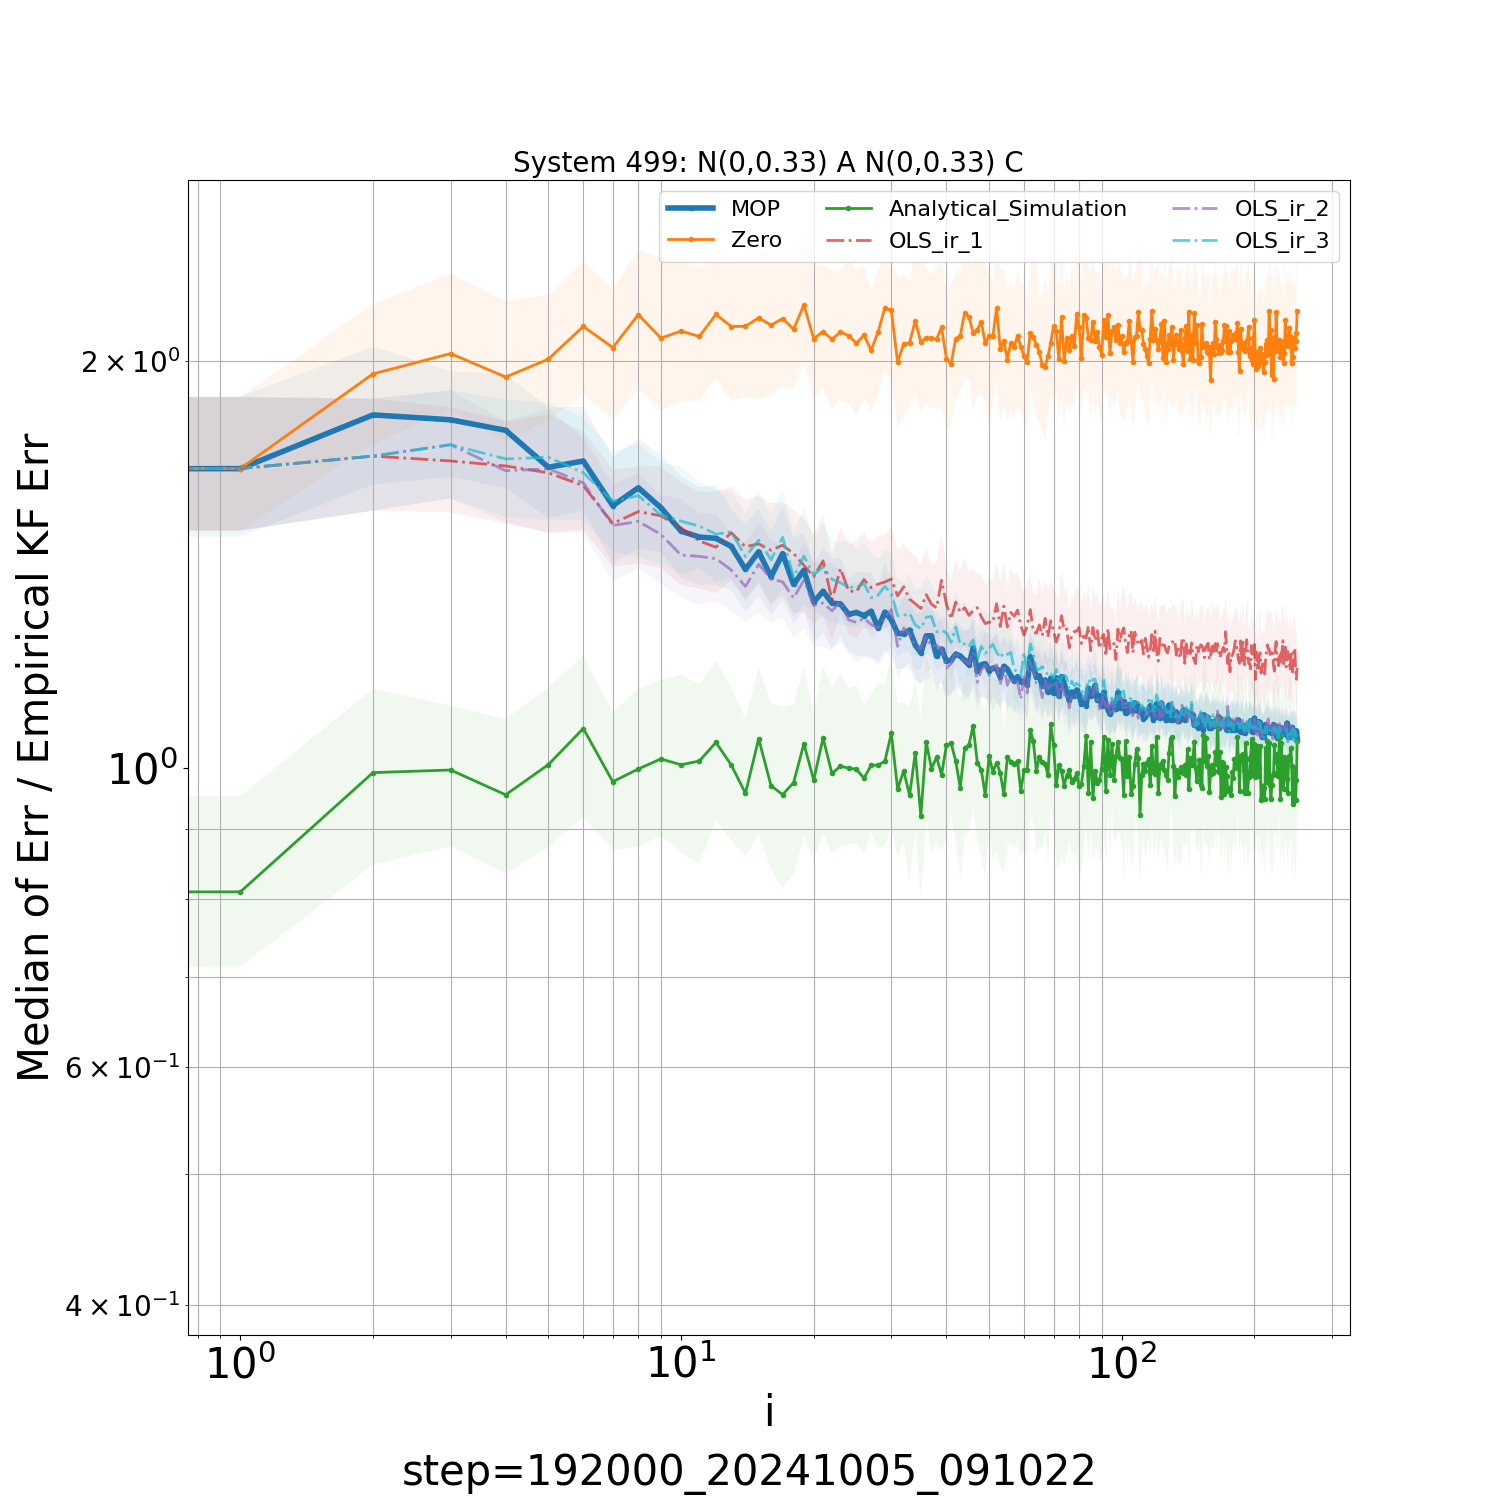 System 499: N(0,0.33) A N(0,0.33) C
MOP
Zero
Analytical_Simulation
OLS_ir_1
OLS_ir_2
OLS_ir_3
Median of Err / Empirical KF Err
2 × 10⁰
10⁰
6 × 10⁻¹
4 × 10⁻¹
10⁰ 10¹ 10²
i
step=192000_20241005_091022